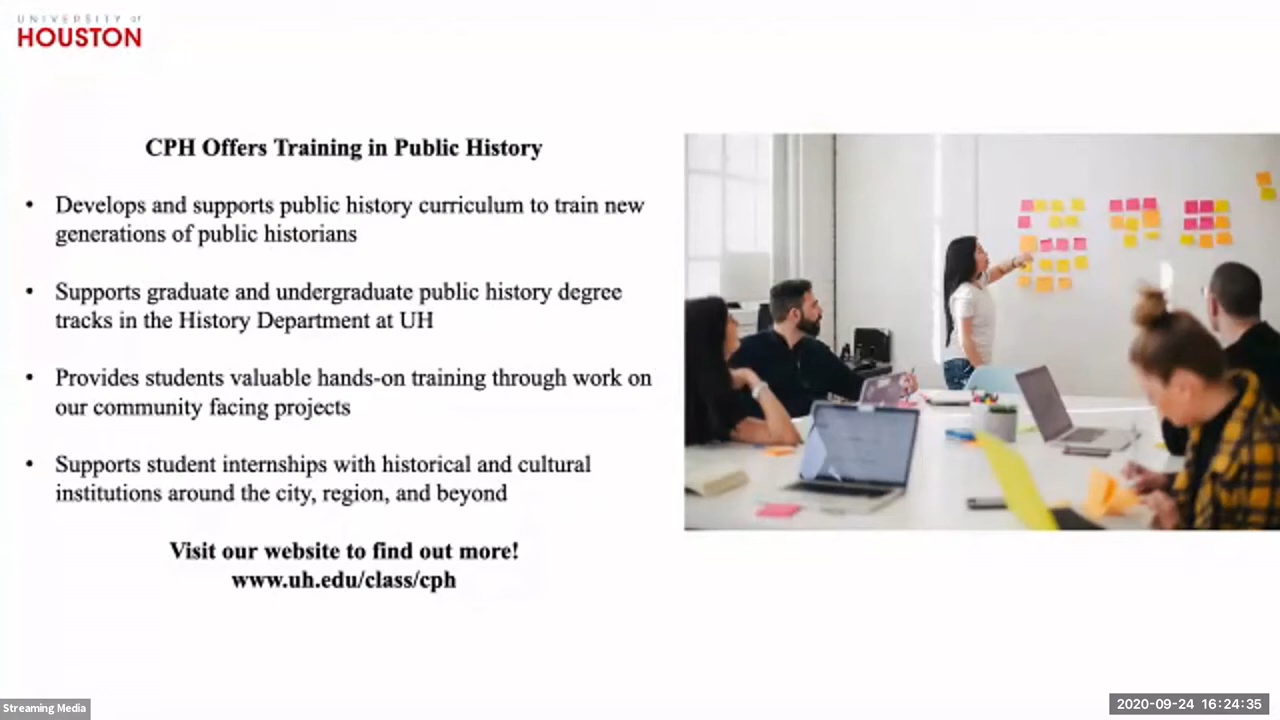 UNIVERSITY of
HOUSTON
CPH Offers Training in Public History
• Develops and supports public history curriculum to train new
generations of public historians
• Supports graduate and undergraduate public history degree
tracks in the History Department at UH
• Provides students valuable hands-on training through work on
our community facing projects
• Supports student internships with historical and cultural
institutions around the city, region, and beyond
Visit our website to find out more!
www.uh.edu/class/cph
Streaming Media
2020-09-24 16:24:35